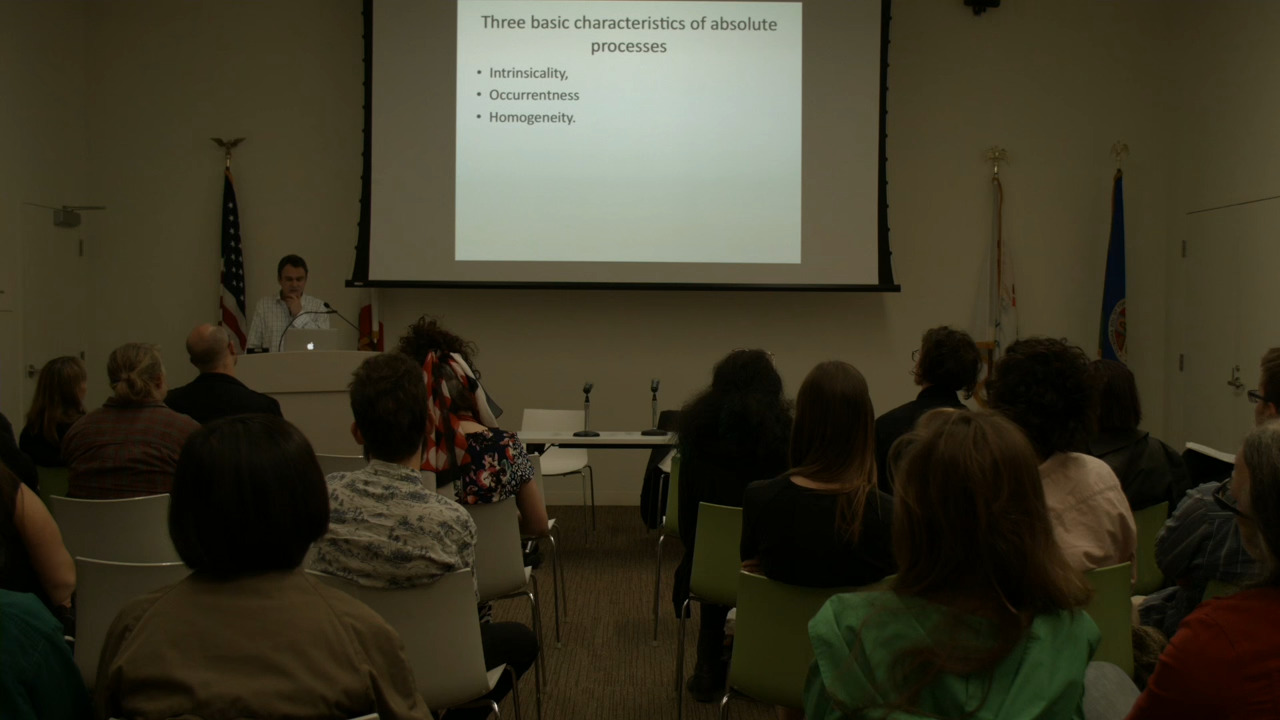 Three basic characteristics of absolute
processes
• Intrinsicality,
• Occurrentness
• Homogeneity.